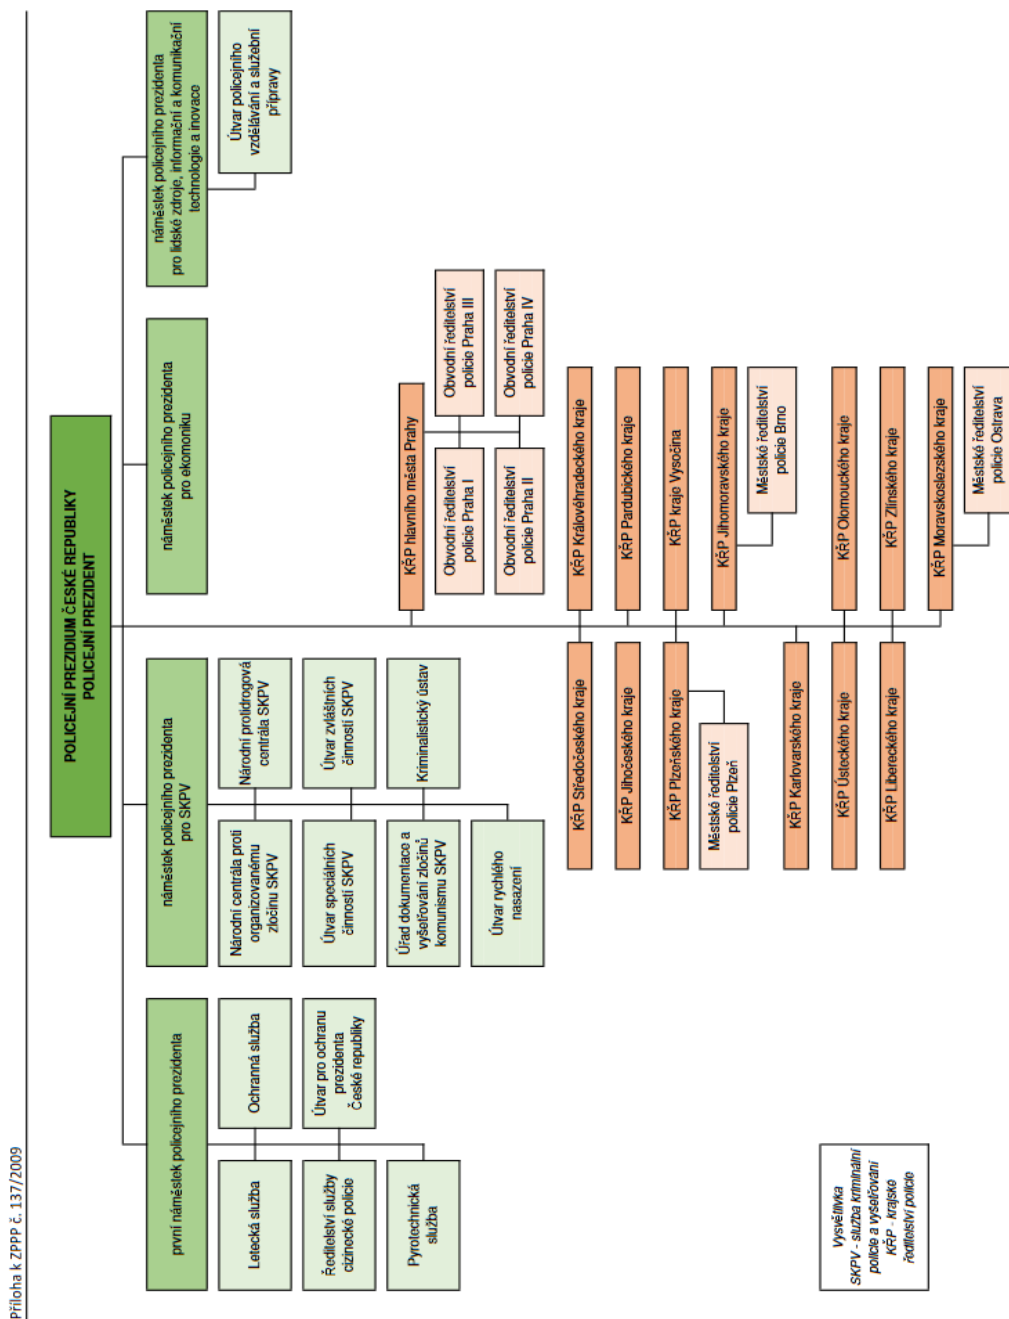 Příloha k ZPPP č. 137/2009
POLICEJNÍ PREZIDIUM ČESKÉ REPUBLIKY
POLICEJNÍ PREZIDENT
první náměstek policejního prezidenta
Letecká služba
Ochranná služba
Ředitelství služby
cizinecké policie
Útvar pro ochranu
prezidenta
České republiky
Pyrotechnická
služba
náměstek policejního prezidenta
pro SKPV
Národní centrála proti
organizovanému
zločinu SKPV
Národní protidrogová
centrála SKPV
Útvar speciálních
činností SKPV
Útvar zvláštních
činností SKPV
Úřad dokumentace a
vyšetřování zločinů
komunismu SKPV
Kriminalistický ústav
Útvar rychlého
nasazení
náměstek policejního prezidenta
pro ekonomiku
náměstek policejního prezidenta
pro lidské zdroje, informační a komunikační
technologie a inovace
Útvar policejního
vzdělávání a služební
přípravy
KŘP hlavního města Prahy
Obvodní ředitelství
policie Praha I
Obvodní ředitelství
policie Praha III
Obvodní ředitelství
policie Praha II
Obvodní ředitelství
policie Praha IV
KŘP Středočeského kraje
KŘP Královéhradeckého kraje
KŘP Jihočeského kraje
KŘP Pardubického kraje
KŘP Plzeňského kraje
KŘP kraje Vysočina
Městské ředitelství
policie Plzeň
KŘP Jihomoravského kraje
Městské ředitelství
policie Brno
KŘP Karlovarského kraje
KŘP Ústeckého kraje
KŘP Olomouckého kraje
KŘP Libereckého kraje
KŘP Zlínského kraje
KŘP Moravskoslezského kraje
Městské ředitelství
policie Ostrava
Vysvětlivka
SKPV - služba kriminální
policie a vyšetřování
KŘP - krajské
ředitelství policie